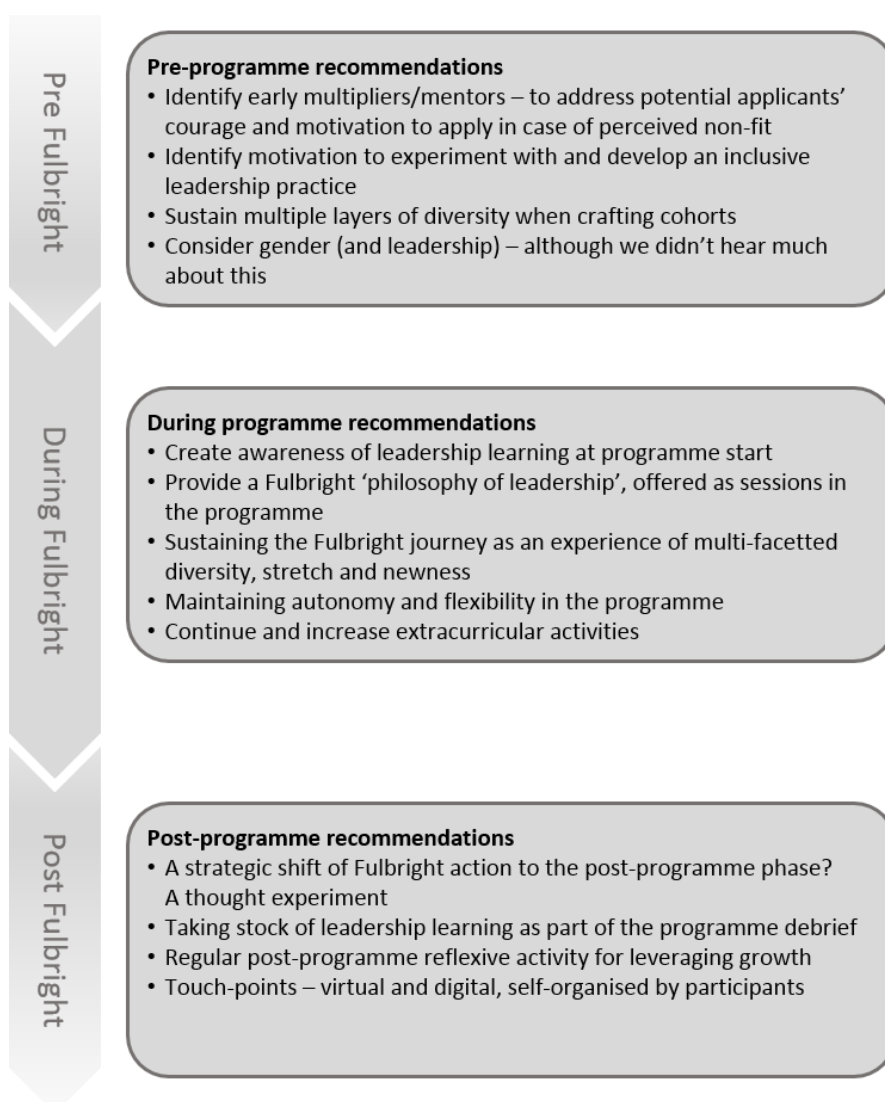 Pre Fulbright
Pre-programme recommendations
• Identify early multipliers/mentors – to address potential applicants'
courage and motivation to apply in case of perceived non-fit
• Identify motivation to experiment with and develop an inclusive
leadership practice
• Sustain multiple layers of diversity when crafting cohorts
• Consider gender (and leadership) – although we didn't hear much
about this
During Fulbright
During programme recommendations
• Create awareness of leadership learning at programme start
• Provide a Fulbright 'philosophy of leadership', offered as sessions in
the programme
• Sustaining the Fulbright journey as an experience of multi-facetted
diversity, stretch and newness
• Maintaining autonomy and flexibility in the programme
• Continue and increase extracurricular activities
Post Fulbright
Post-programme recommendations
• A strategic shift of Fulbright action to the post-programme phase?
A thought experiment
• Taking stock of leadership learning as part of the programme debrief
• Regular post-programme reflexive activity for leveraging growth
• Touch-points – virtual and digital, self-organised by participants